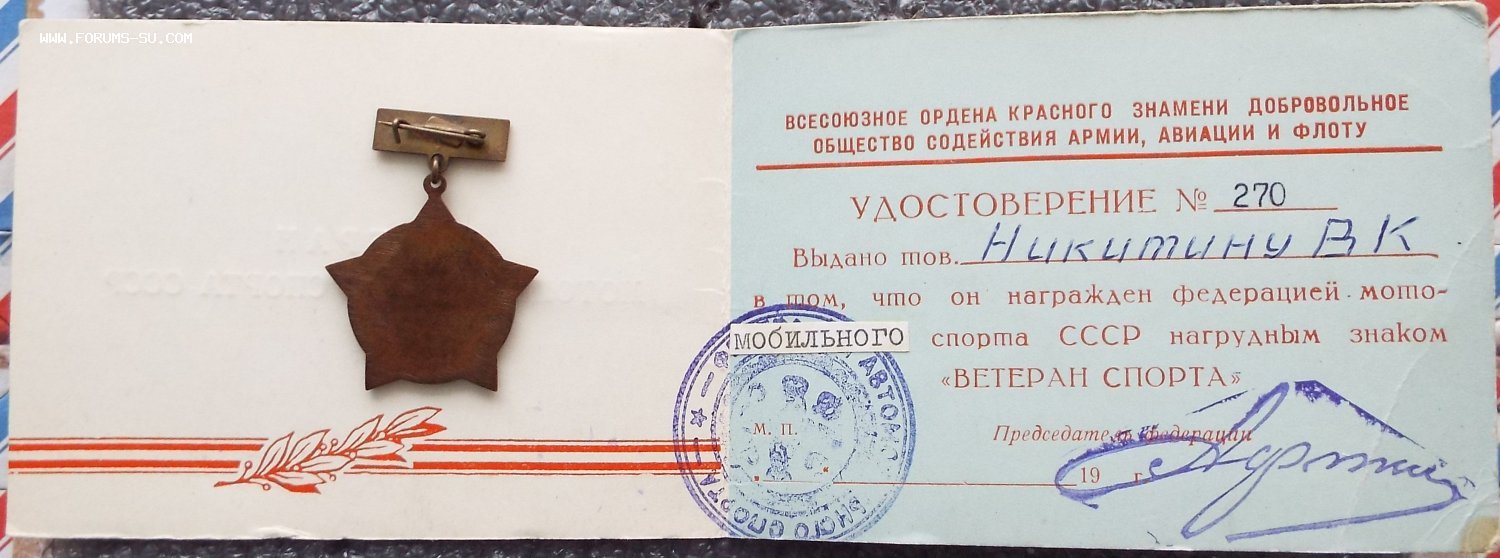 WWW.FORUMS-SU.COM
ВСЕСОЮЗНОЕ ОРДЕНА КРАСНОГО ЗНАМЕНИ ДОБРОВОЛЬНОЕ
ОБЩЕСТВО СОДЕЙСТВИЯ АРМИИ, АВИАЦИИ И ФЛОТУ
УДОСТОВЕРЕНИЕ № 270
Выдано тов. Никитину В К
в том, что он награжден федерацией мото-
мобильного спорта СССР нагрудным знаком
«ВЕТЕРАН СПОРТА»
М. П.
Председатель федерации
19 г.